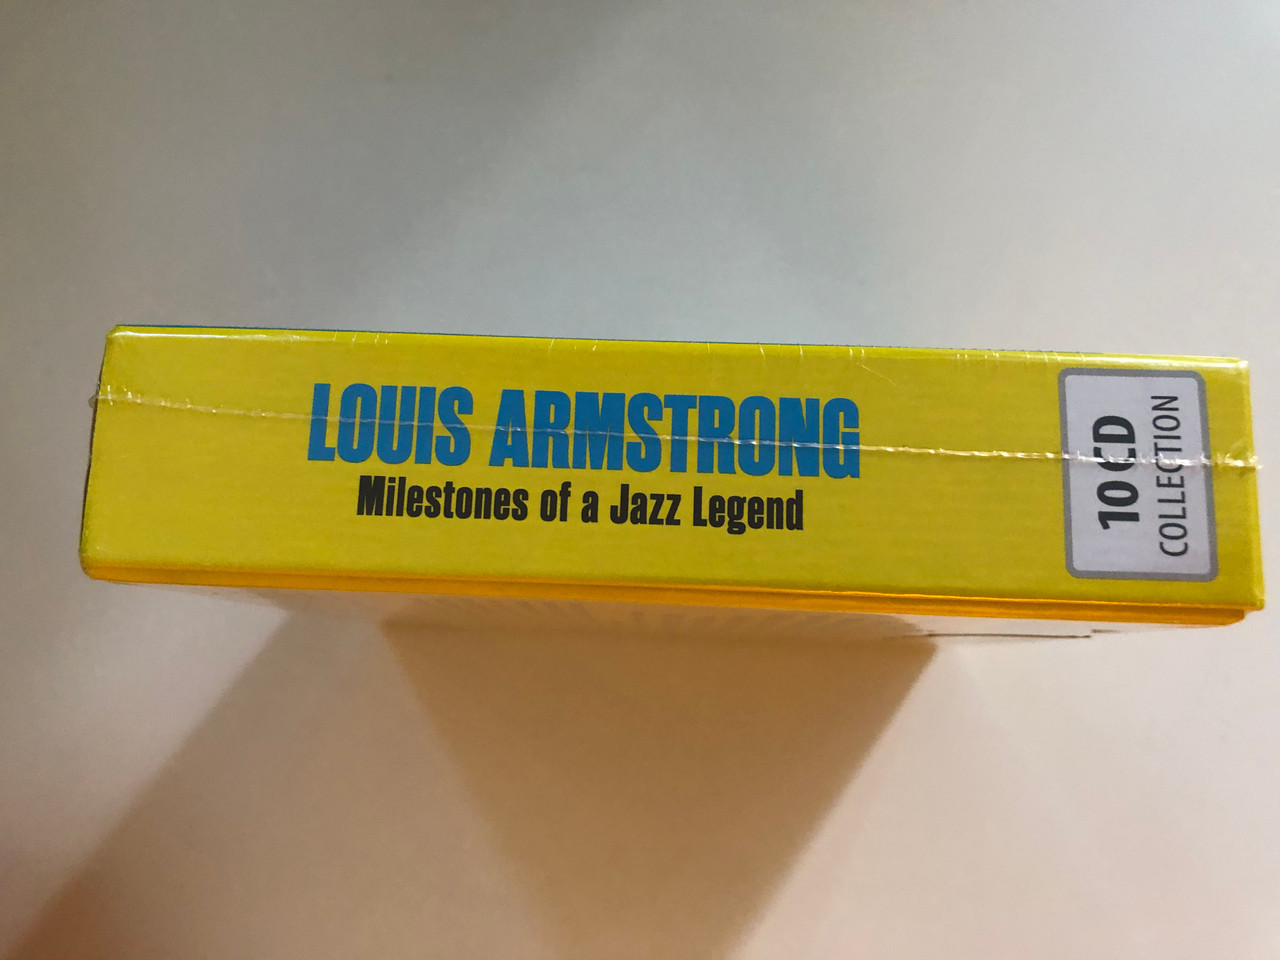 LOUIS ARMSTRONG
Milestones of a Jazz Legend
10 CD
COLLECTION